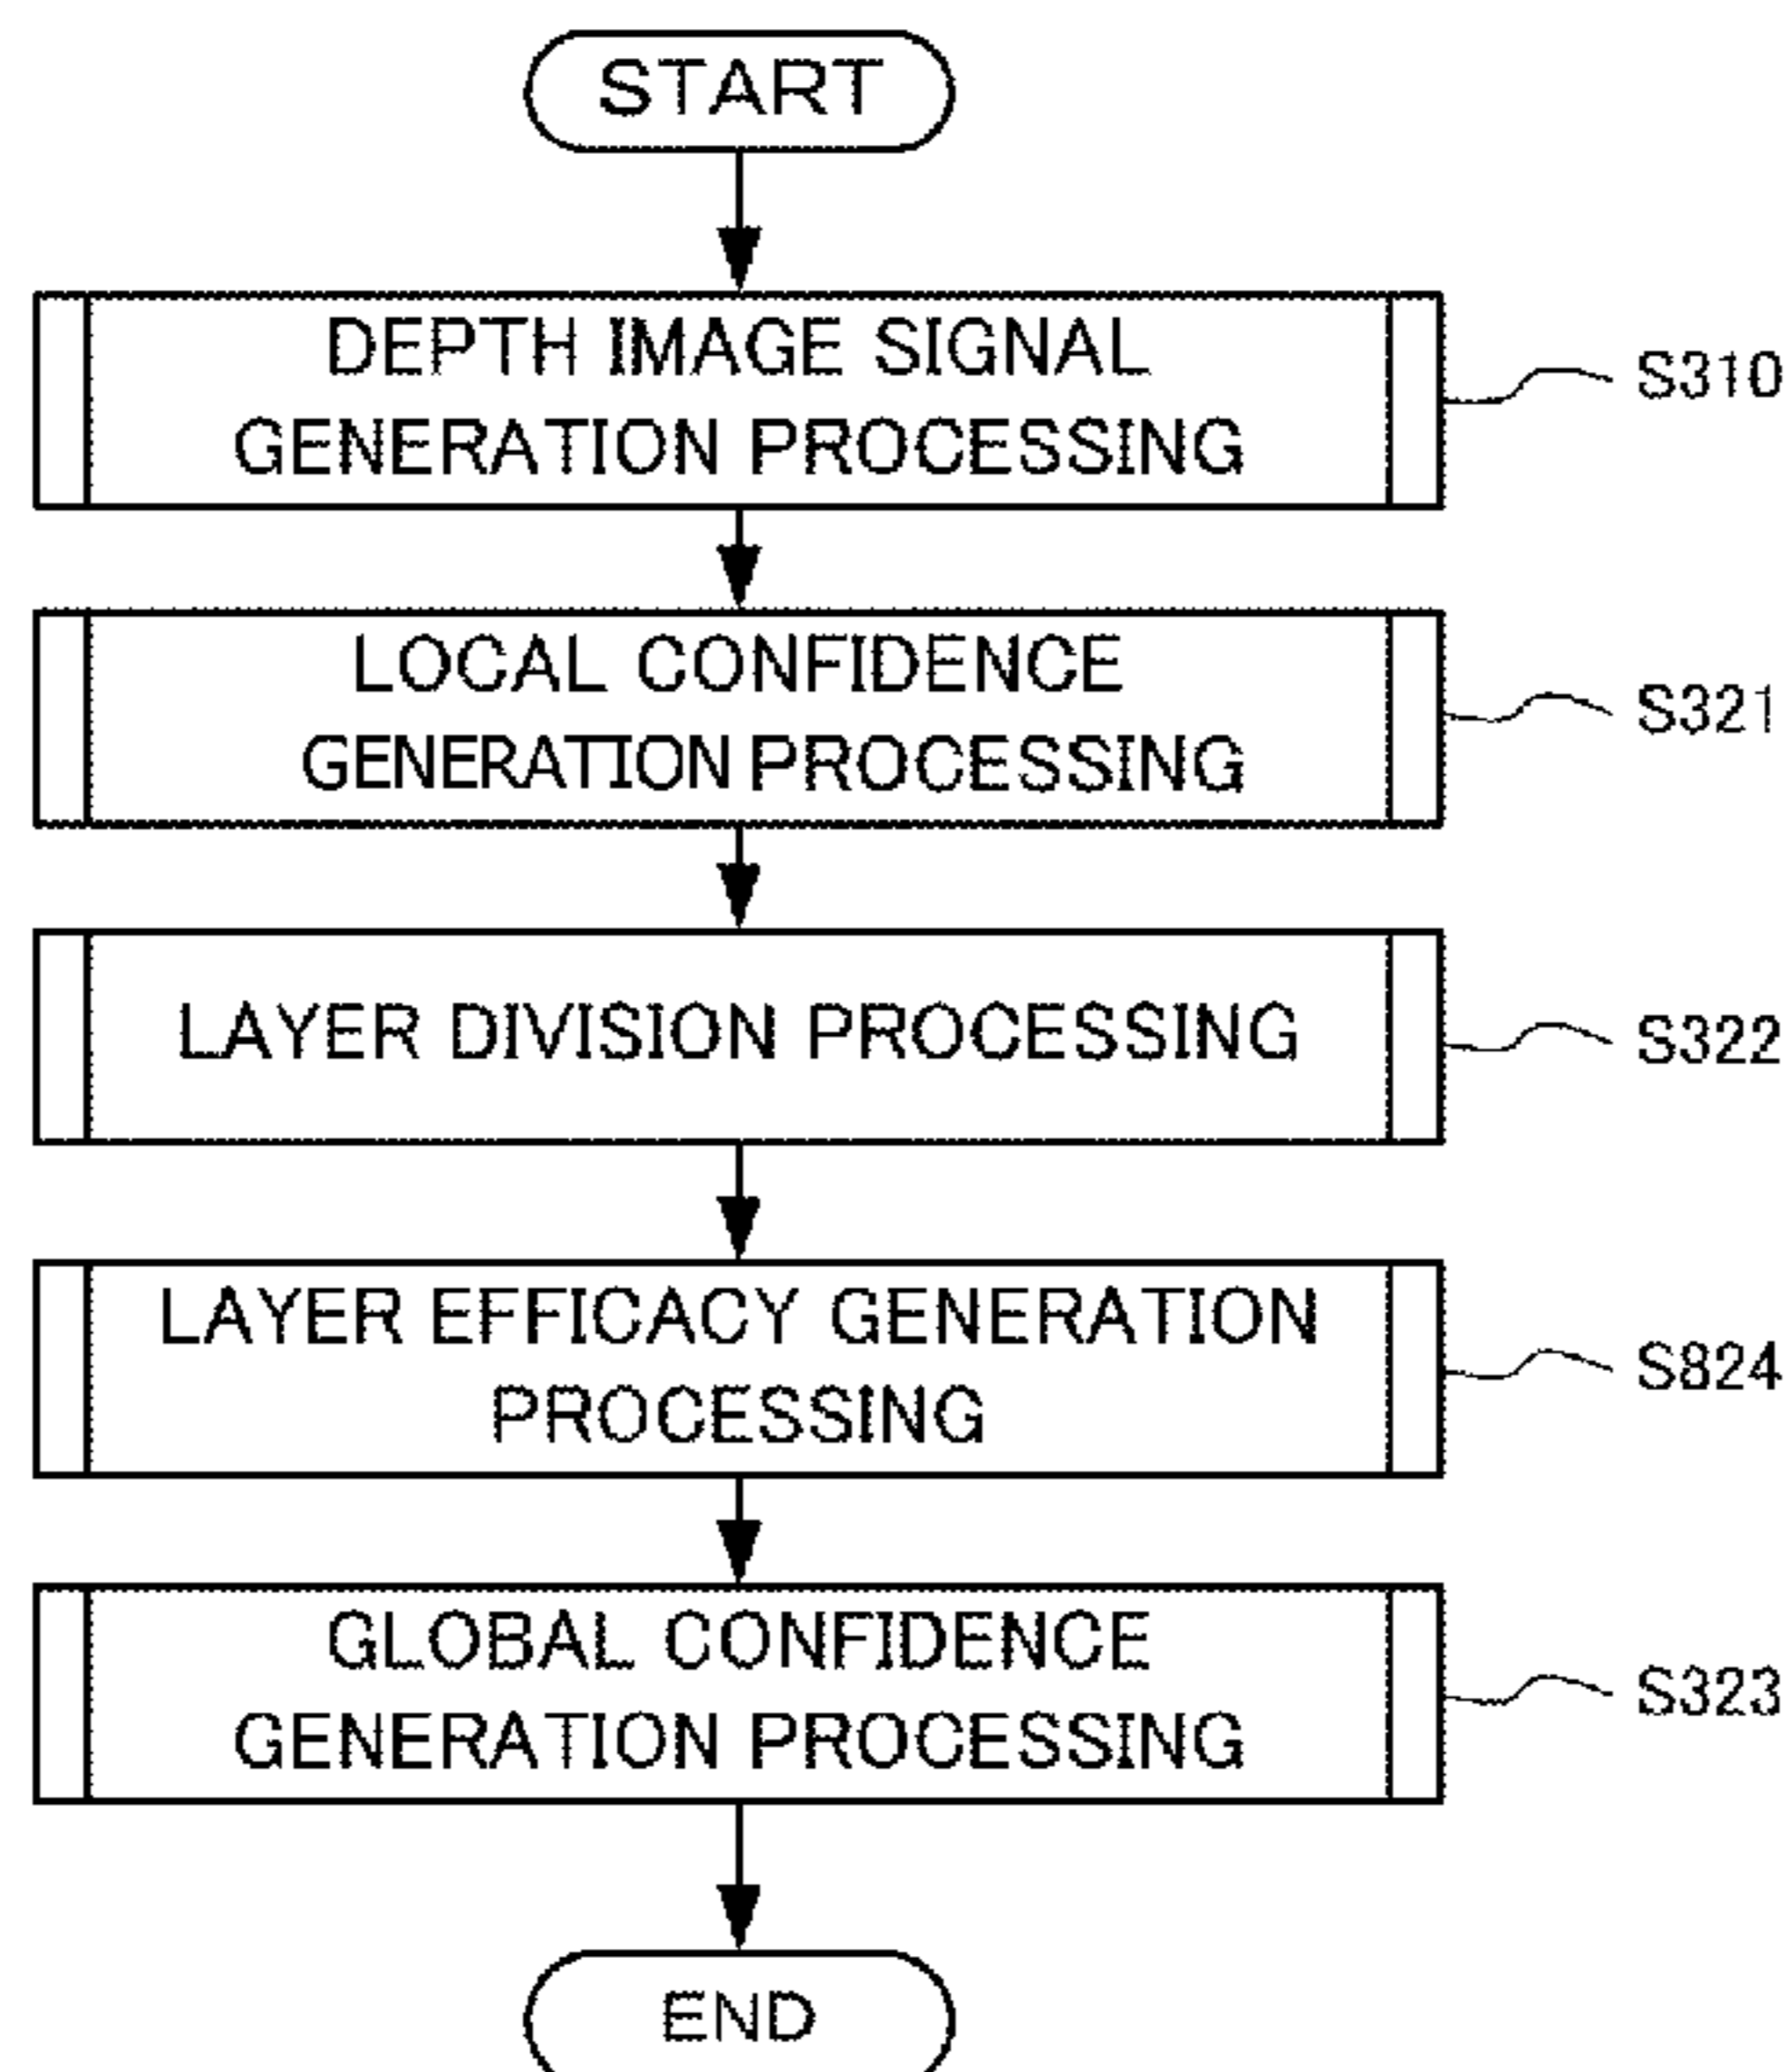 START
DEPTH IMAGE SIGNAL
GENERATION PROCESSING
S310
LOCAL CONFIDENCE
GENERATION PROCESSING
S321
LAYER DIVISION PROCESSING
S322
LAYER EFFICACY GENERATION
PROCESSING
S824
GLOBAL CONFIDENCE
GENERATION PROCESSING
S323
END